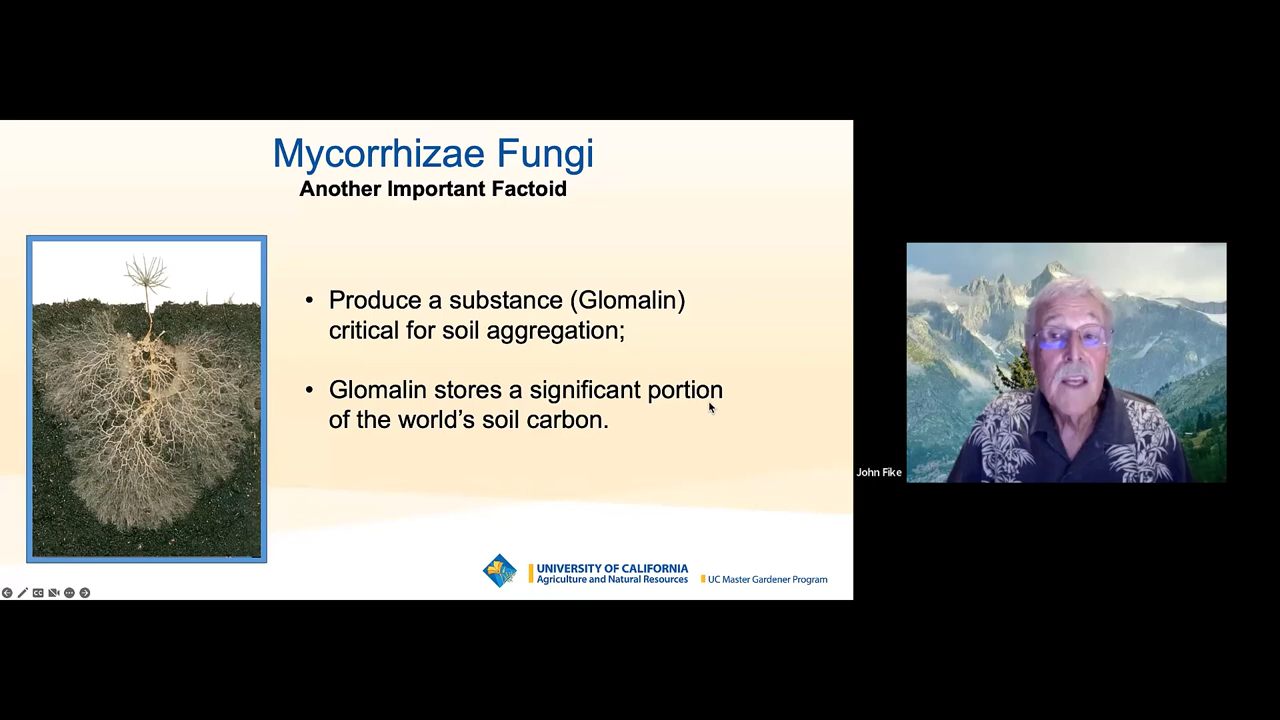 Mycorrhizae Fungi
Another Important Factoid
• Produce a substance (Glomalin)
critical for soil aggregation;
• Glomalin stores a significant portion
of the world's soil carbon.
UNIVERSITY OF CALIFORNIA
Agriculture and Natural Resources
UC Master Gardener Program
CC
John Fike